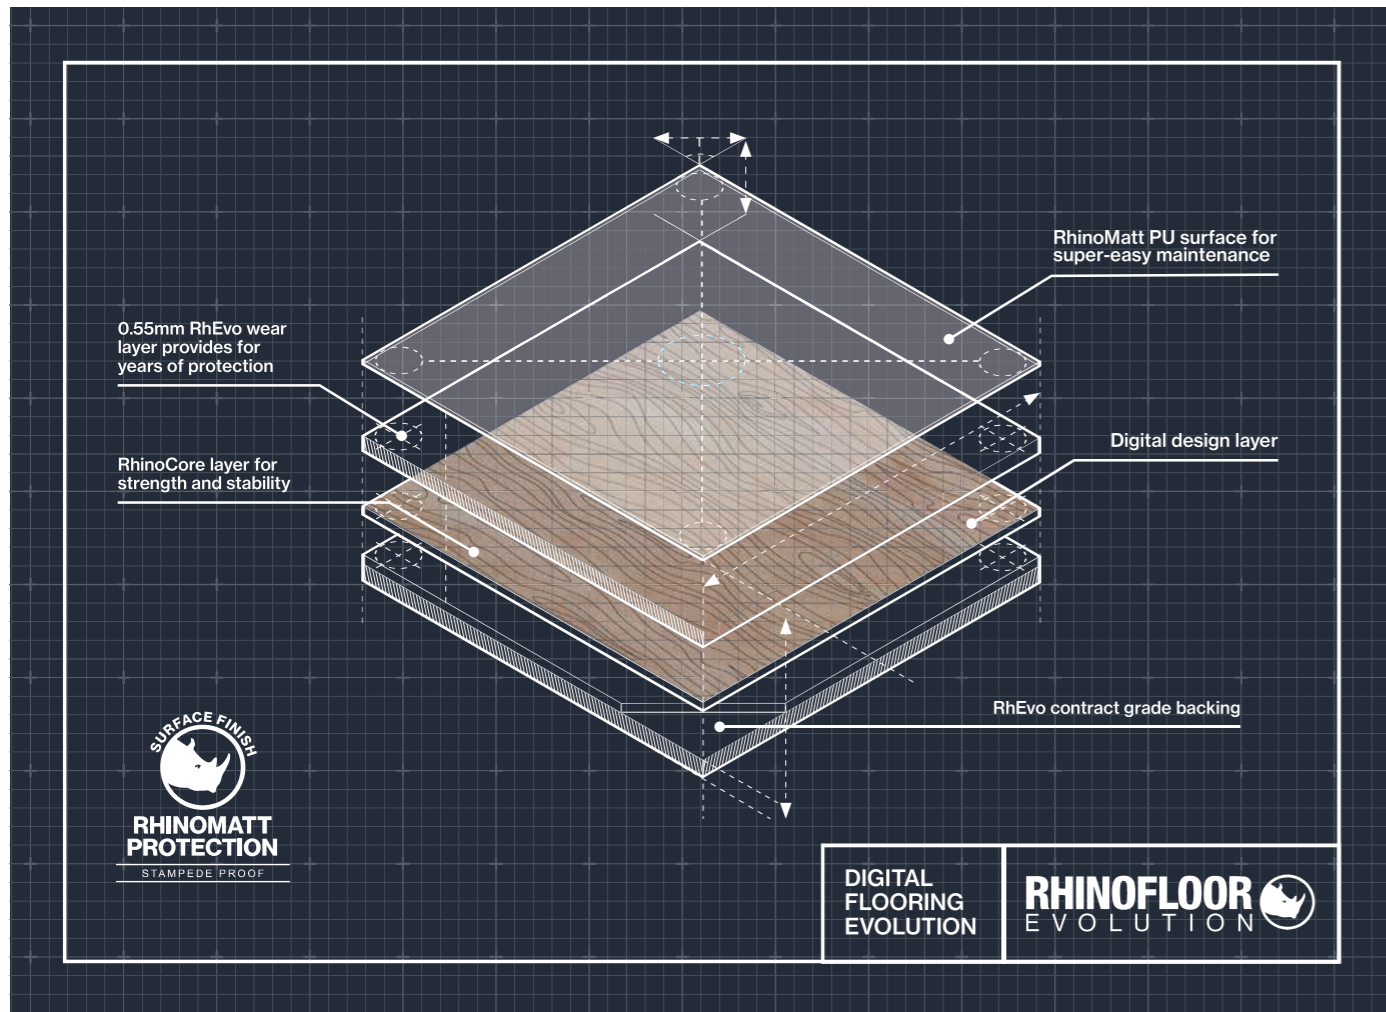 RhinoMatt PU surface for
super-easy maintenance
0.55mm RhEvo wear
layer provides for
years of protection
Digital design layer
RhinoCore layer for
strength and stability
RhEvo contract grade backing
SURFACE FINISH
RHINOMATT
PROTECTION
STAMPEDE PROOF
DIGITAL
FLOORING
EVOLUTION
RHINOFLOOR
EVOLUTION